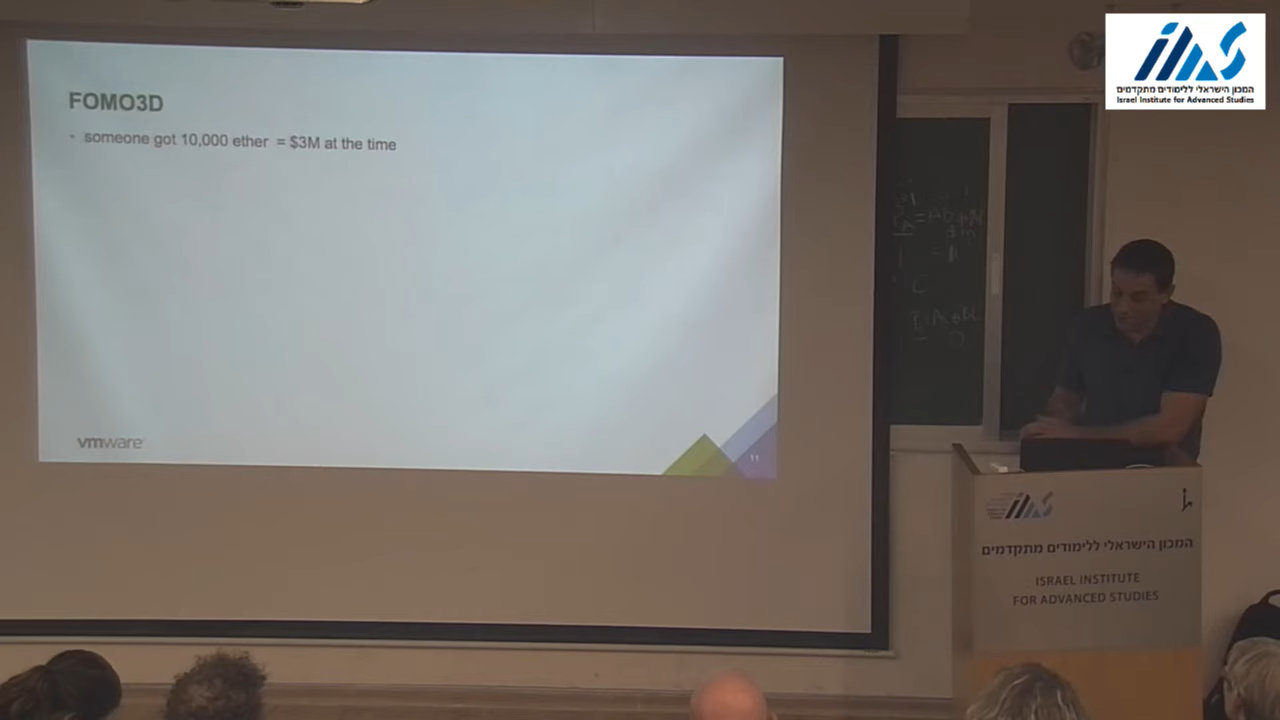 FOMO3D
• someone got 10,000 ether = $3M at the time
vmware
11
המכון הישראלי ללימודים מתקדמים
Israel Institute for Advanced Studies
המכון הישראלי ללימודים מתקדמים
ISRAEL INSTITUTE
FOR ADVANCED STUDIES